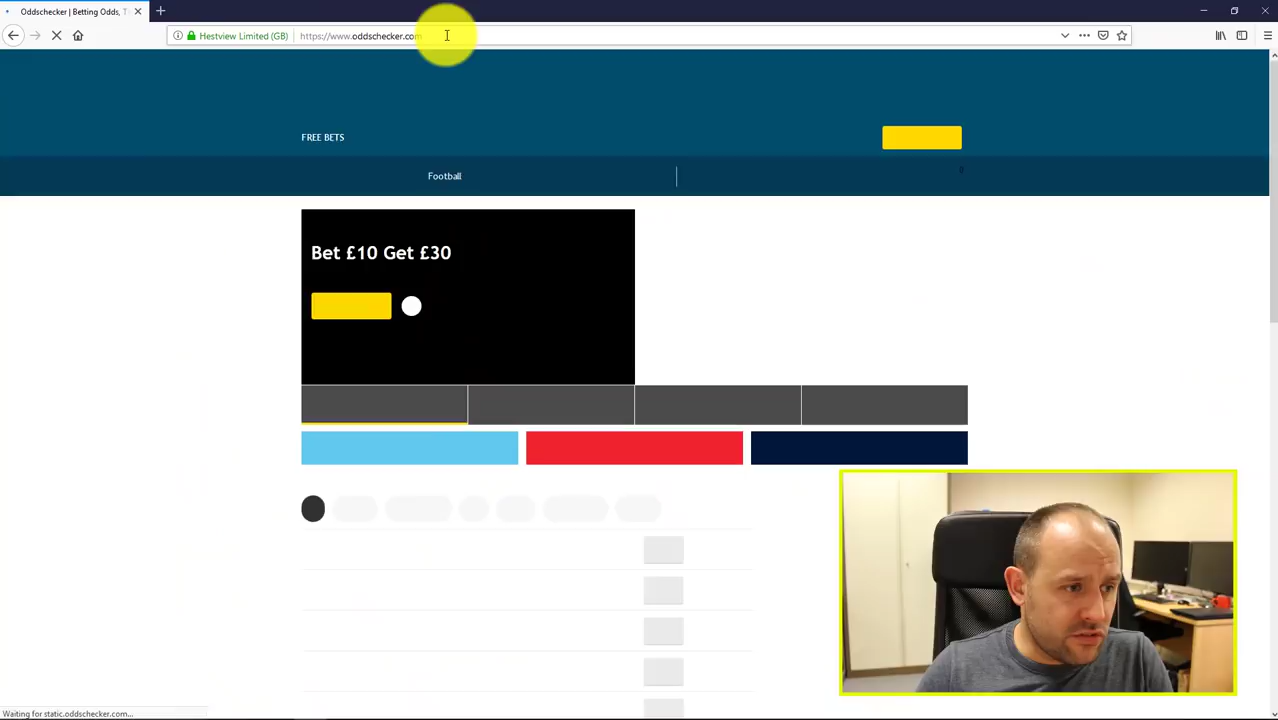 Oddschecker | Betting Odds, T
Hestview Limited (GB)
https://www.oddschecker.com
FREE BETS
Football
Bet £10 Get £30
Waiting for static.oddschecker.com...